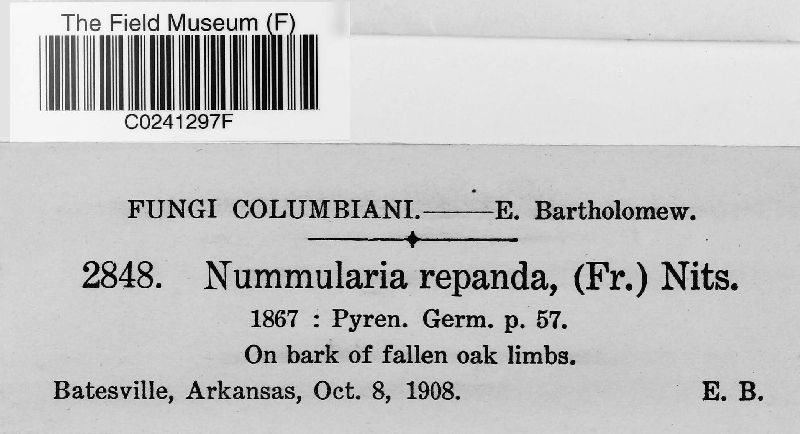 The Field Museum (F)
C0241297F
FUNGI COLUMBIANI.——E. Bartholomew.
2848. Nummularia repanda, (Fr.) Nits.
1867 : Pyren. Germ. p. 57.
On bark of fallen oak limbs.
Batesville, Arkansas, Oct. 8, 1908. E. B.